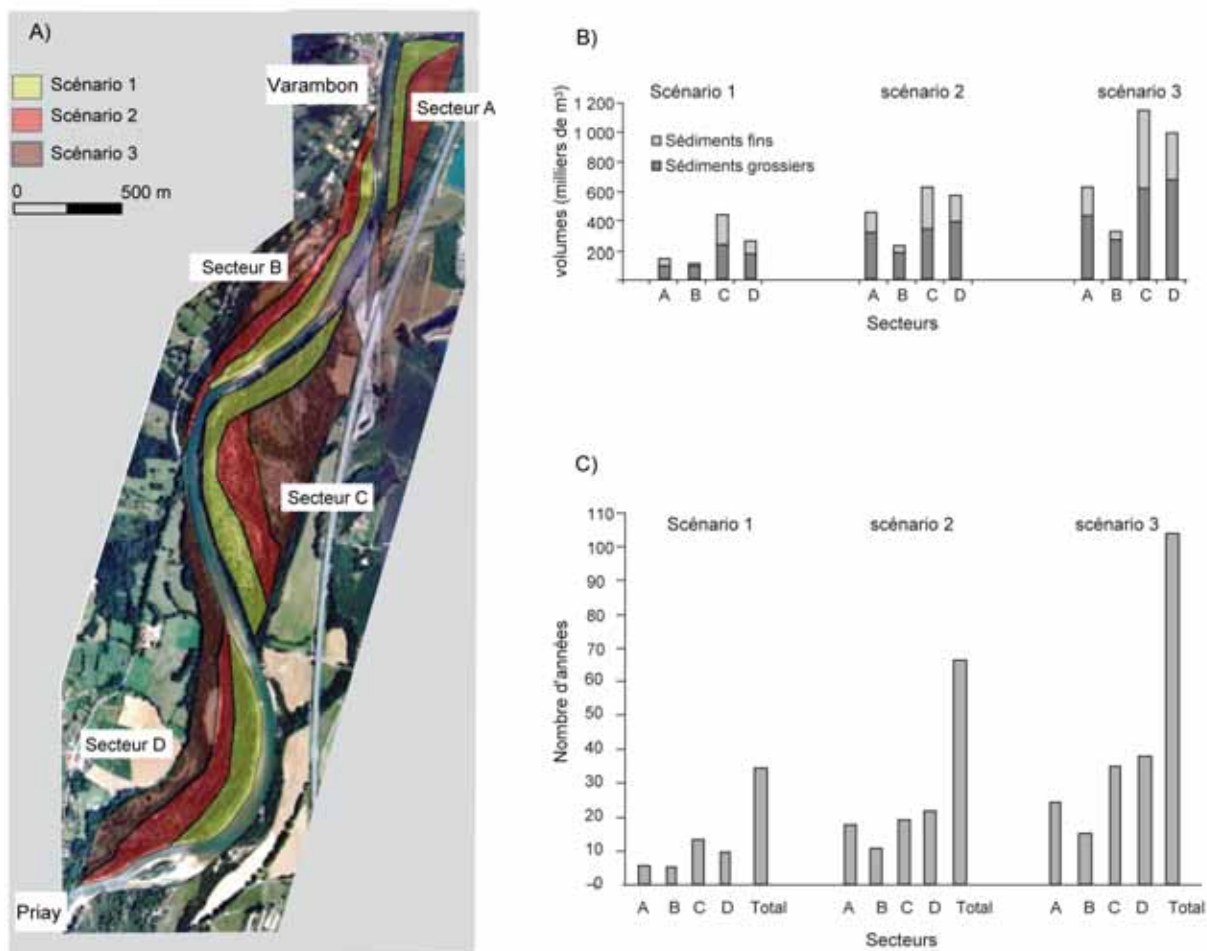 A)
Scénario 1
Scénario 2
Scénario 3
0 500 m
Varambon
Secteur A
Secteur B
Secteur C
Secteur D
Priay
B)
Scénario 1 scénario 2 scénario 3
volumes (milliers de m³)
1 200
1 000
800
600
400
200
Sédiments fins
Sédiments grossiers
A B C D A B C D A B C D
Secteurs
C)
Scénario 1 scénario 2 scénario 3
Nombre d'années
110
100
90
80
70
60
50
40
30
20
10
-0
A B C D Total A B C D Total A B C D Total
Secteurs